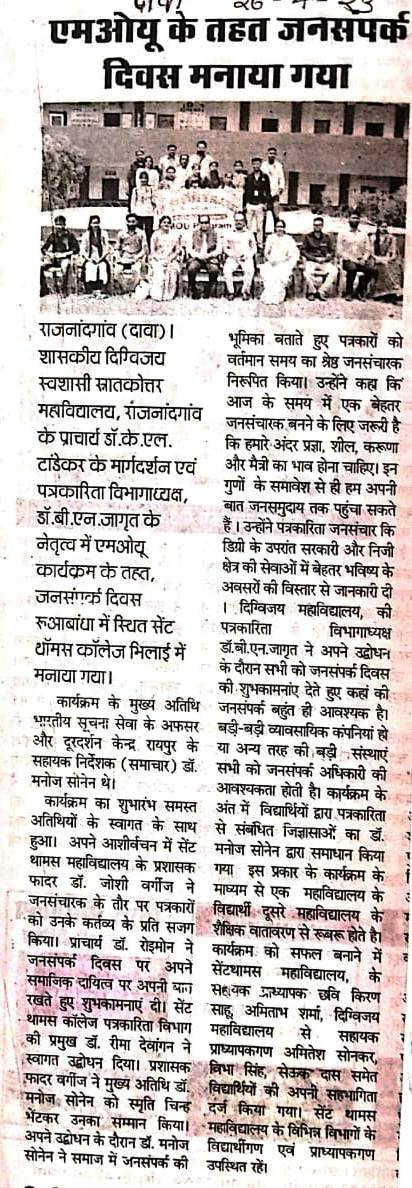 दावा 26-4-23
एमओयू के तहत जनसंपर्क
दिवस मनाया गया
MOU Program
राजनांदगांव (दावा)।
शासकीय दिग्विजय
स्वशासी स्नातकोत्तर
महाविद्यालय, राजनांदगांव
के प्राचार्य डॉ.के.एल.
टांडेकर के मार्गदर्शन एवं
पत्रकारिता विभागाध्यक्ष,
डॉ.बी.एन.जागृत के
नेतृत्व में एमओयू
कार्यक्रम के तहत,
जनसंपर्क दिवस
रूआबांधा में स्थित सेंट
थॉमस कॉलेज भिलाई में
मनाया गया।
कार्यक्रम के मुख्य अतिथि
भारतीय सूचना सेवा के अफसर
और दूरदर्शन केन्द्र रायपुर के
सहायक निर्देशक (समाचार) डॉ.
मनोज सोनेन थे।
कार्यक्रम का शुभारंभ समस्त
अतिथियों के स्वागत के साथ
हुआ। अपने आशीर्वचन में सेंट
थामस महाविद्यालय के प्रशासक
फादर डॉ. जोशी वर्गीज ने
जनसंचारक के तौर पर पत्रकारों
को उनके कर्तव्य के प्रति सजग
किया। प्राचार्य डॉ. रोइमोन ने
जनसंपर्क दिवस पर अपने
समाजिक दायित्व पर अपनी बात
रखते हुए शुभकामनाएं दी। सेंट
थामस कॉलेज पत्रकारिता विभाग
की प्रमुख डॉ. रीमा देवांगन ने
स्वागत उद्बोधन दिया। प्रशासक
फादर वर्गीज ने मुख्य अतिथि डॉ.
मनोज सोनेन को स्मृति चिन्ह
भेंटकर उनका सम्मान किया।
अपने उद्बोधन के दौरान डॉ. मनोज
सोनेन ने समाज में जनसंपर्क की
भूमिका बताते हुए पत्रकारों को
वर्तमान समय का श्रेष्ठ जनसंचारक
निरूपित किया। उन्होंने कहा कि
आज के समय में एक बेहतर
जनसंचारक बनने के लिए जरूरी है
कि हमारे अंदर प्रज्ञा, शील, करूणा
और मैत्री का भाव होना चाहिए। इन
गुणों के समावेश से ही हम अपनी
बात जनसमुदाय तक पहुंचा सकते
हैं । उन्होंने पत्रकारिता जनसंचार कि
डिग्री के उपरांत सरकारी और निजी
क्षेत्र की सेवाओं में बेहतर भविष्य के
अवसरों की विस्तार से जानकारी दी
। दिग्विजय महाविद्यालय, की
पत्रकारिता विभागाध्यक्ष
डॉ.बी.एन.जागृत ने अपने उद्बोधन
के दौरान सभी को जनसंपर्क दिवस
की शुभकामनाएं देते हुए कहां की
जनसंपर्क बहुंत ही आवश्यक है।
बड़ी-बड़ी व्यावसायिक कंपनियां हो
या अन्य तरह की बड़ी संस्थाएं
सभी को जनसंपर्क अधिकारी की
आवश्यकता होती है। कार्यक्रम के
अंत में विद्यार्थियों द्वारा पत्रकारिता
से संबंधित जिज्ञासाओं का डॉ.
मनोज सोनेन द्वारा समाधान किया
गया इस प्रकार के कार्यक्रम के
माध्यम से एक महाविद्यालय के
विद्यार्थी दूसरे महाविद्यालय के
शैक्षिक वातावरण से रूबरू होते है।
कार्यक्रम को सफल बनाने में
सेंटथामस महाविद्यालय, के
सहायक प्राध्यापक छवि किरण
साहू, अमिताभ शर्मा, दिग्विजय
महाविद्यालय से सहायक
प्राध्यापकगण अमितेश सोनकर,
विभा सिंह, सेऊक दास समेत
विद्यार्थियों की अपनी सहभागिता
दर्ज किया गया। सेंट थामस
महाविद्यालय के विभिन्न विभागों के
विद्यार्थीगण एवं प्राध्यापकगण
उपस्थित रहें।